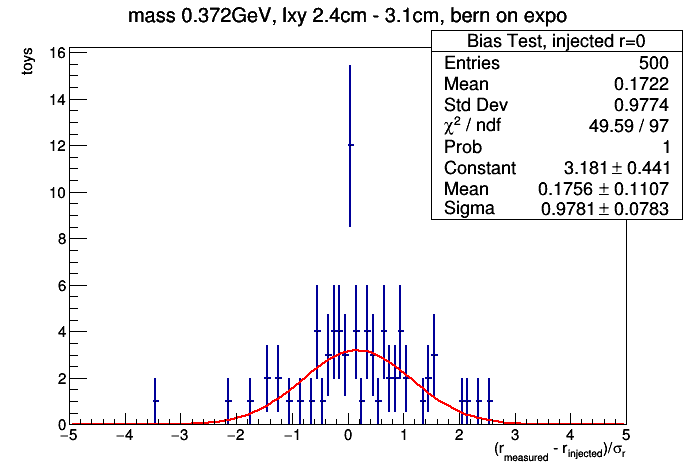 mass 0.372GeV, lxy 2.4cm - 3.1cm, bern on expo
toys
Bias Test, injected r=0
Entries 500
Mean 0.1722
Std Dev 0.9774
χ² / ndf 49.59 / 97
Prob 1
Constant 3.181 ± 0.441
Mean 0.1756 ± 0.1107
Sigma 0.9781 ± 0.0783
16
14
12
10
8
6
4
2
0
−5 −4 −3 −2 −1 0 1 2 3 4 5
(r_measured - r_injected)/σ_r